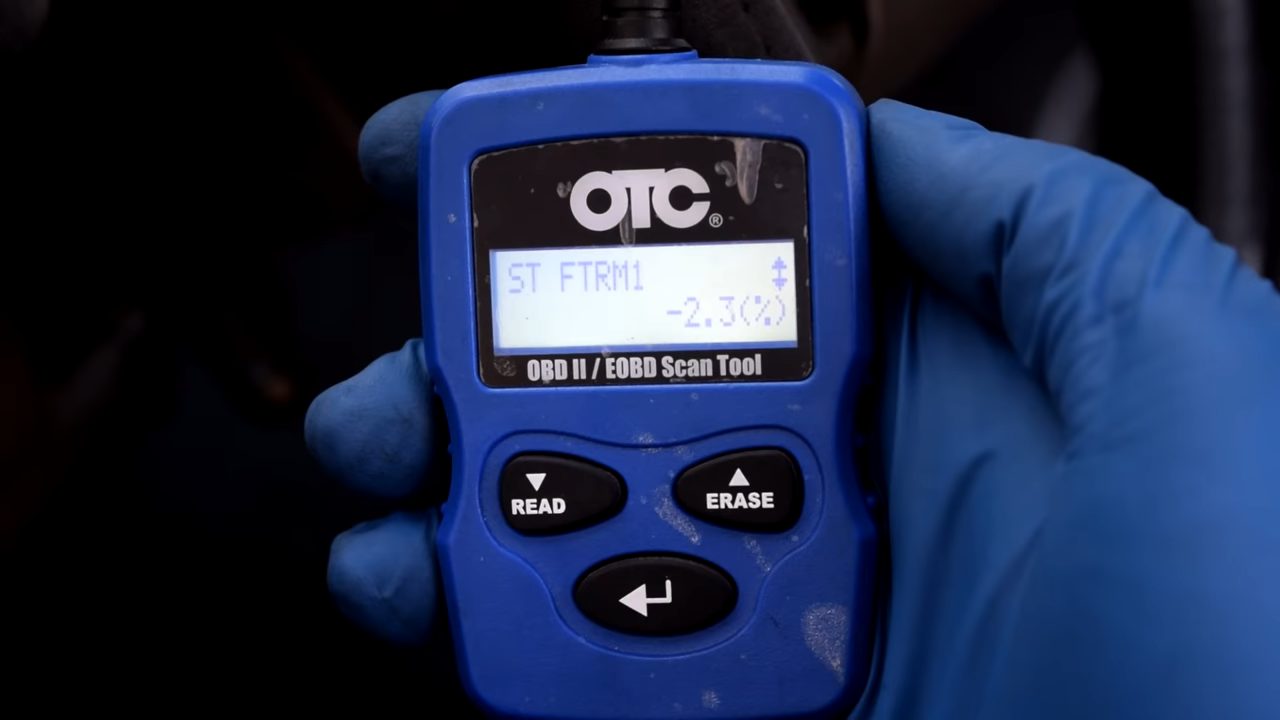 OTC®
ST FTRM1
-2.3(%)
OBD II / EOBD Scan Tool
READ
ERASE